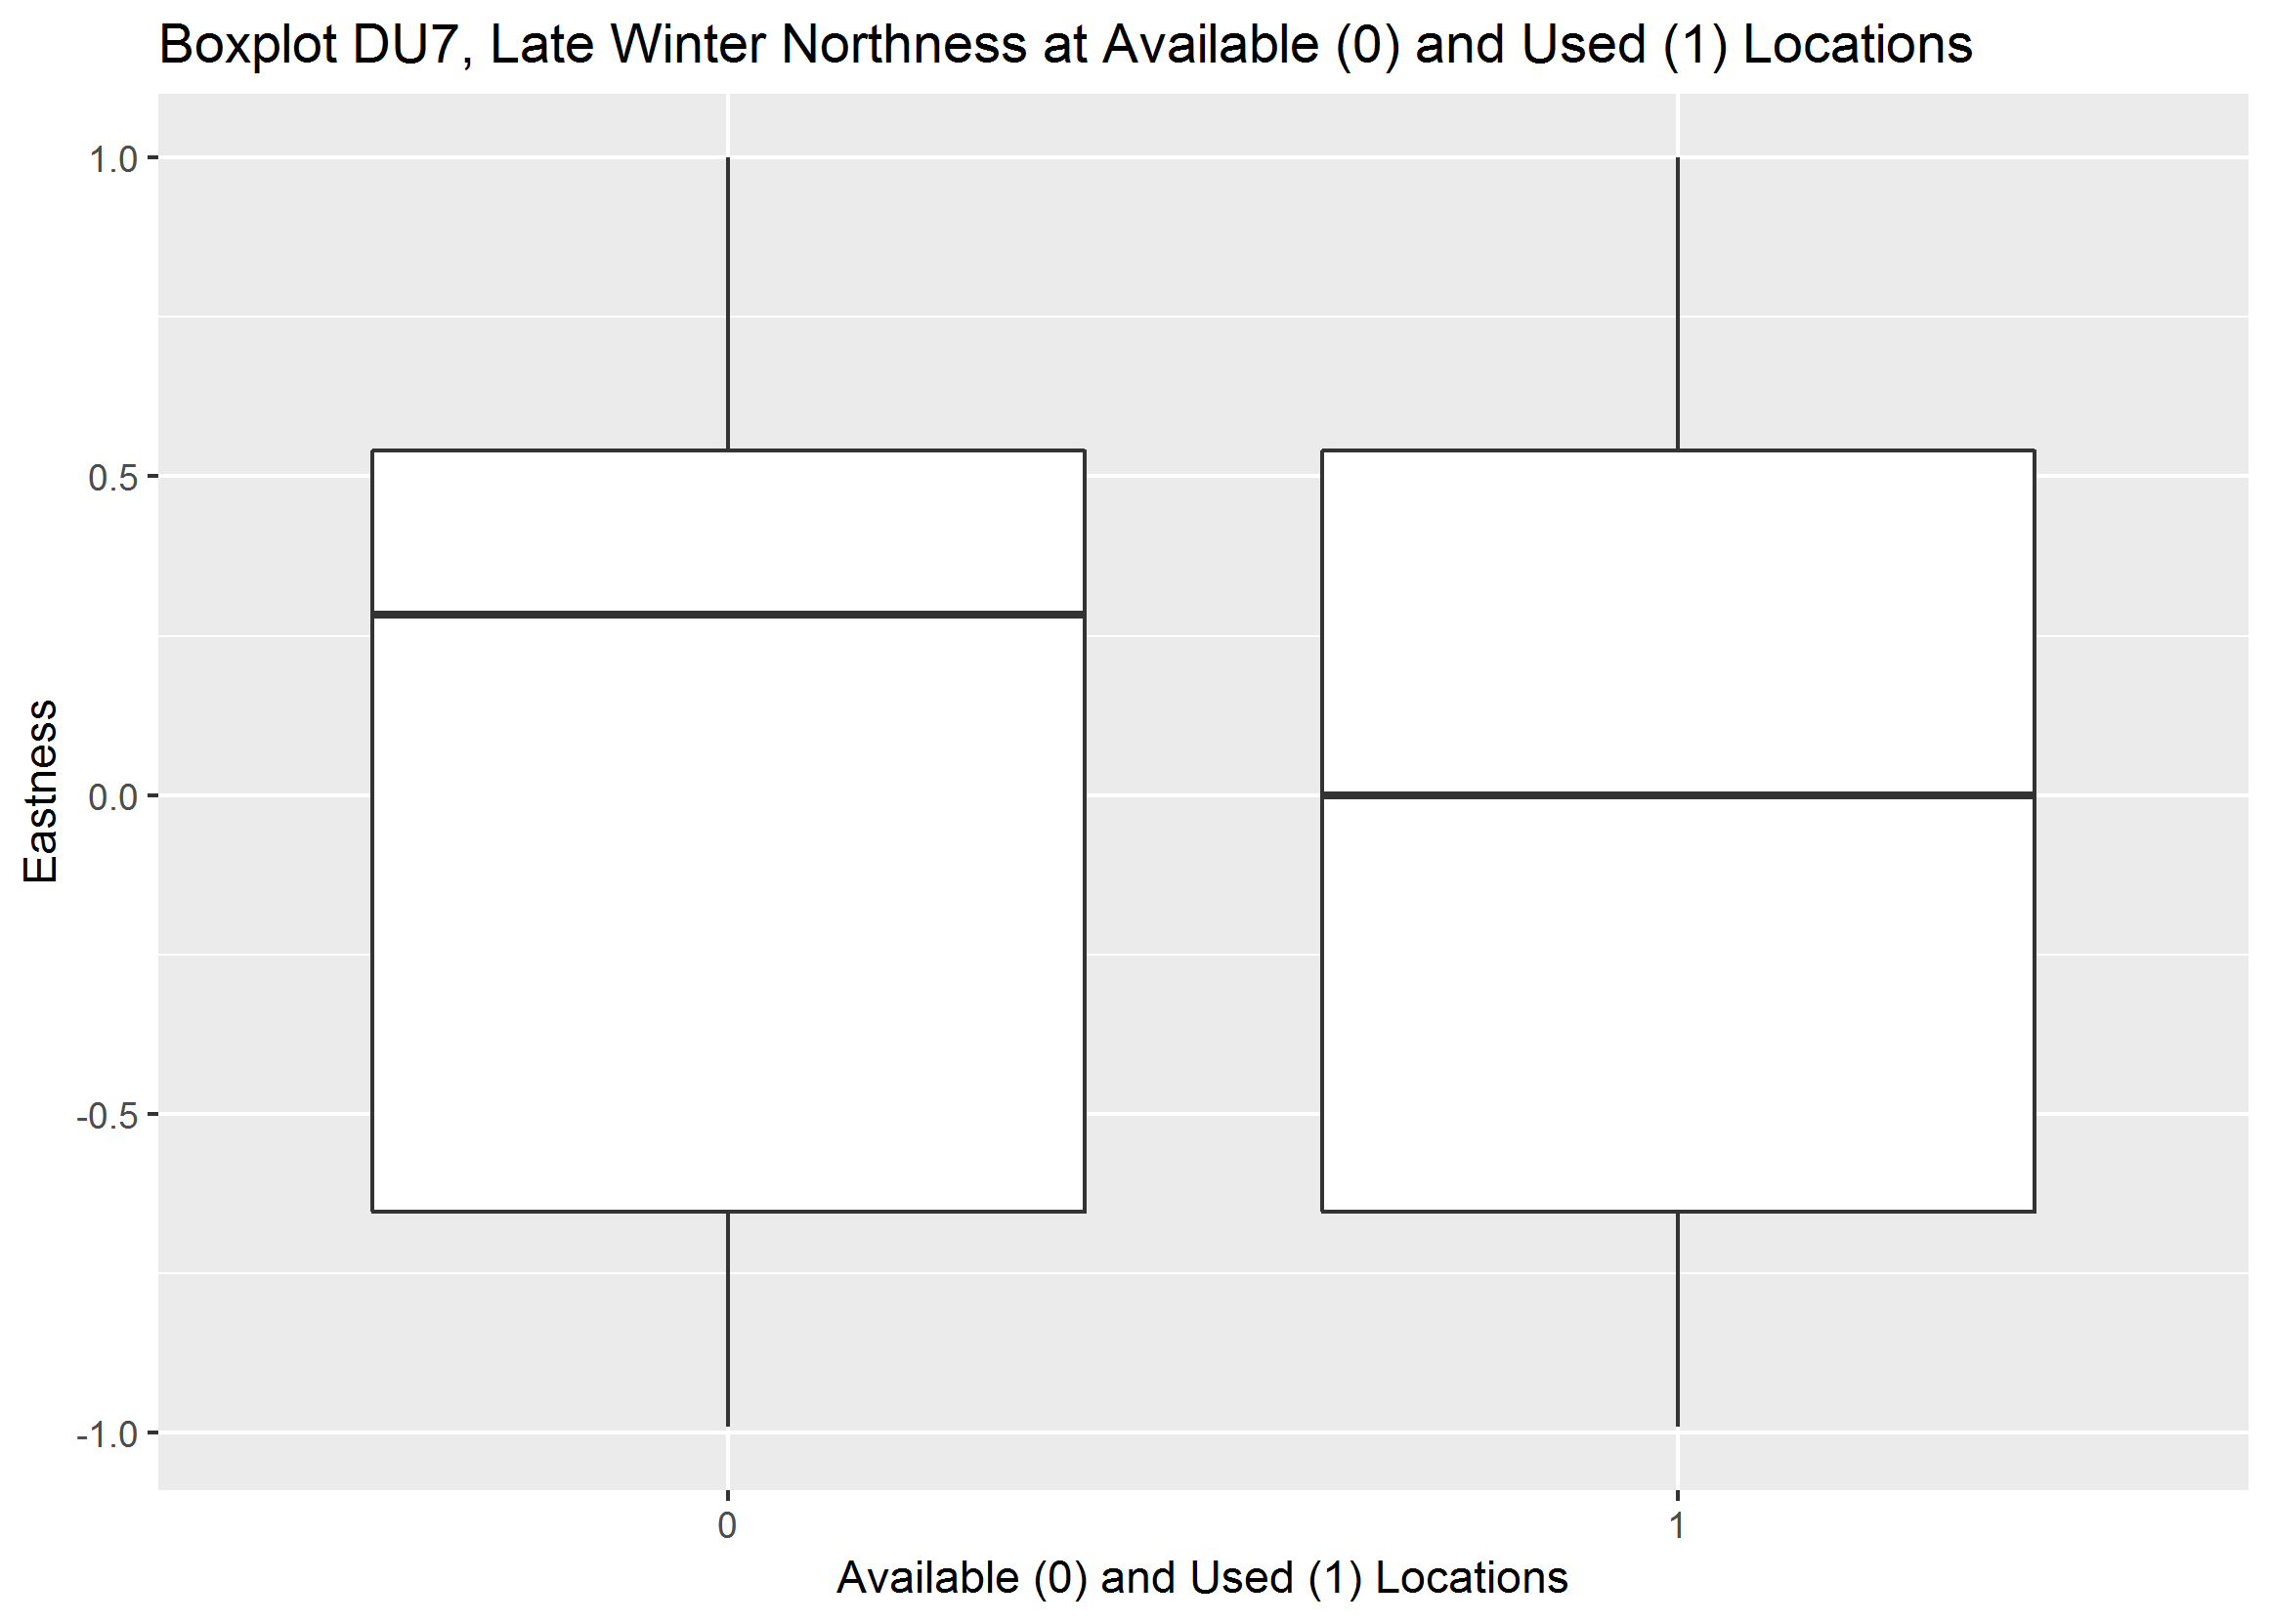 Boxplot DU7, Late Winter Northness at Available (0) and Used (1) Locations
1.0
0.5
0.0
-0.5
-1.0
Eastness
0
1
Available (0) and Used (1) Locations